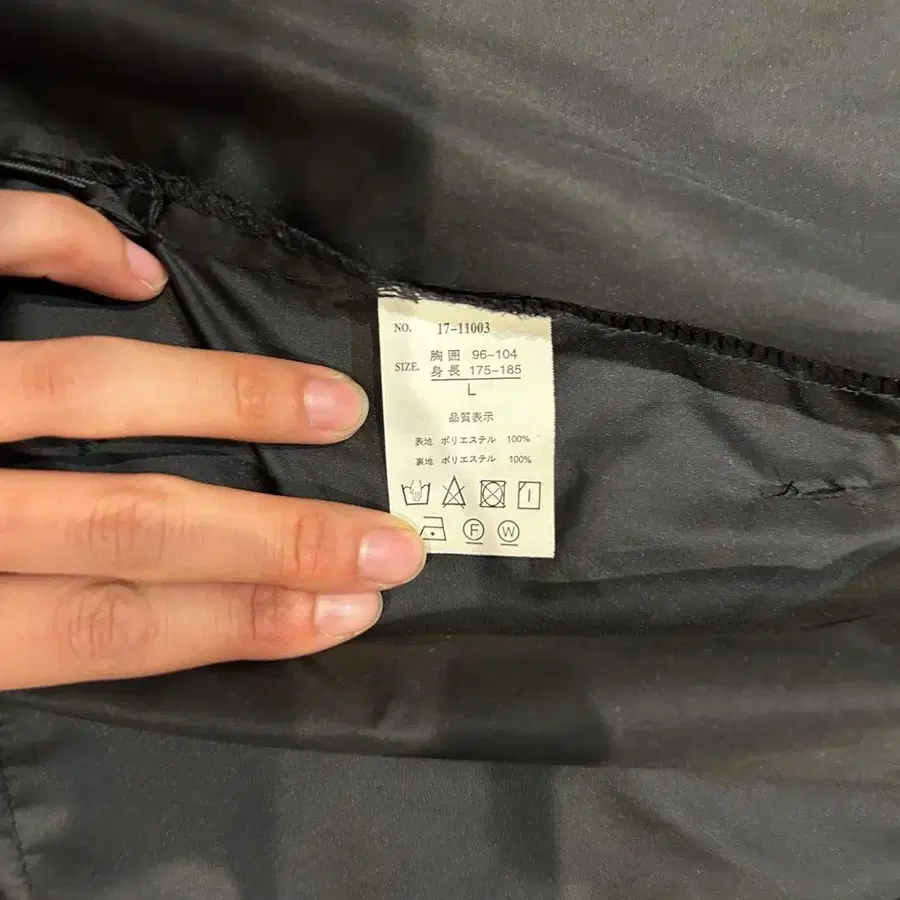 NO. 17-11003
胸囲 96~104
SIZE. 身長 175~185
L
品質表示
表地 ポリエステル 100%
裏地 ポリエステル 100%
F W